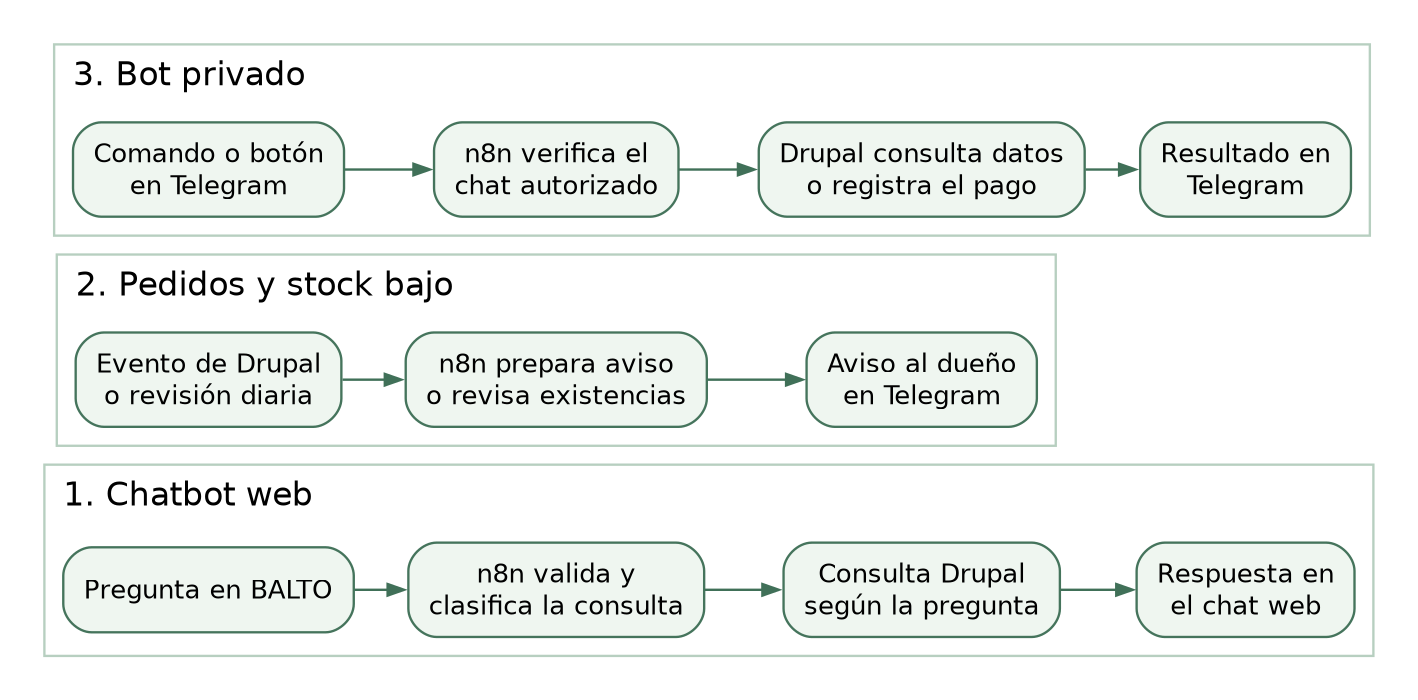 3. Bot privado
Comando o botón
en Telegram
n8n verifica el
chat autorizado
Drupal consulta datos
o registra el pago
Resultado en
Telegram
2. Pedidos y stock bajo
Evento de Drupal
o revisión diaria
n8n prepara aviso
o revisa existencias
Aviso al dueño
en Telegram
1. Chatbot web
Pregunta en BALTO
n8n valida y
clasifica la consulta
Consulta Drupal
según la pregunta
Respuesta en
el chat web